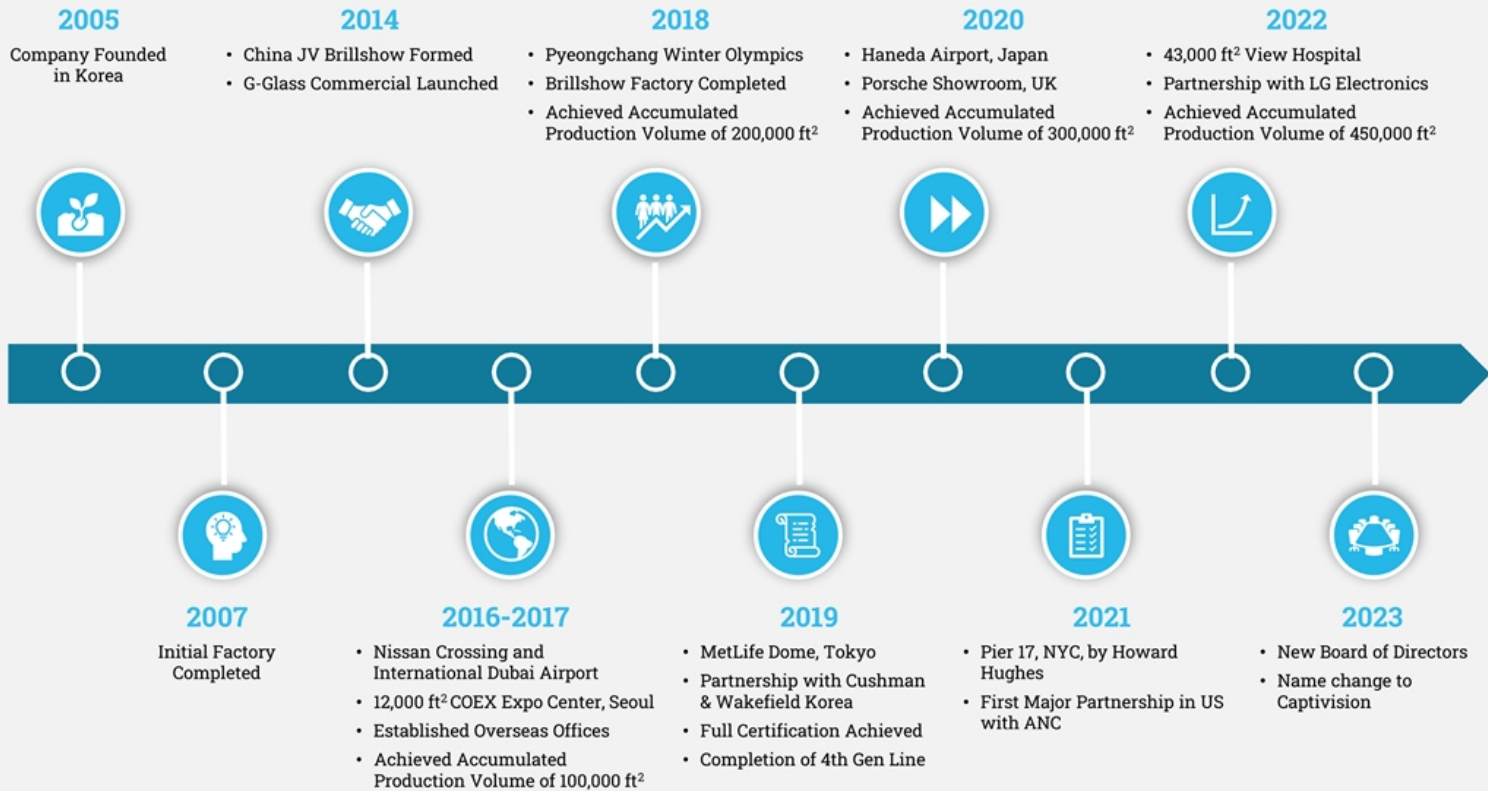 2005
Company Founded
in Korea
2014
• China JV Brillshow Formed
• G-Glass Commercial Launched
2018
• Pyeongchang Winter Olympics
• Brillshow Factory Completed
• Achieved Accumulated
Production Volume of 200,000 ft²
2020
• Haneda Airport, Japan
• Porsche Showroom, UK
• Achieved Accumulated
Production Volume of 300,000 ft²
2022
• 43,000 ft² View Hospital
• Partnership with LG Electronics
• Achieved Accumulated
Production Volume of 450,000 ft²
2007
Initial Factory
Completed
2016-2017
• Nissan Crossing and
International Dubai Airport
• 12,000 ft² COEX Expo Center, Seoul
• Established Overseas Offices
• Achieved Accumulated
Production Volume of 100,000 ft²
2019
• MetLife Dome, Tokyo
• Partnership with Cushman
& Wakefield Korea
• Full Certification Achieved
• Completion of 4th Gen Line
2021
• Pier 17, NYC, by Howard
Hughes
• First Major Partnership in US
with ANC
2023
• New Board of Directors
• Name change to
Captivision